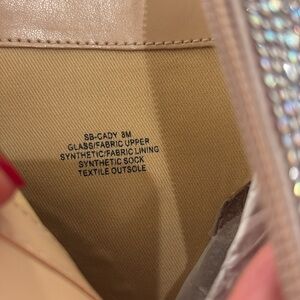 SB-CADY 8M
GLASS/FABRIC UPPER
SYNTHETIC/FABRIC LINING
SYNTHETIC SOCK
TEXTILE OUTSOLE